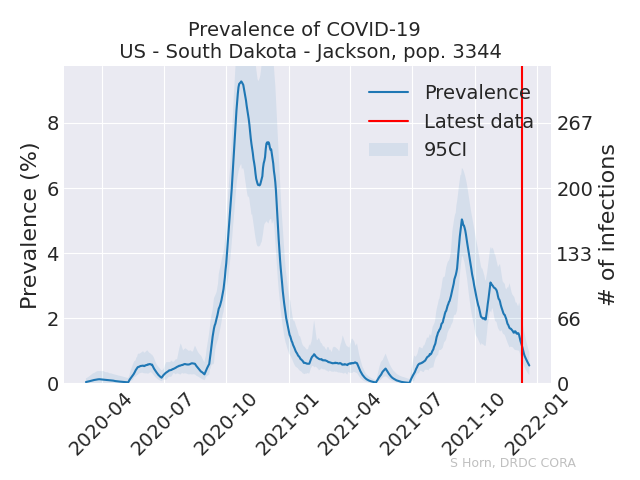 Prevalence of COVID-19
US - South Dakota - Jackson, pop. 3344
Prevalence
Latest data
95CI
Prevalence (%)
8
6
4
2
0
267
200
133
66
0
# of infections
2020-04
2020-07
2020-10
2021-01
2021-04
2021-07
2021-10
2022-01
S Horn, DRDC CORA